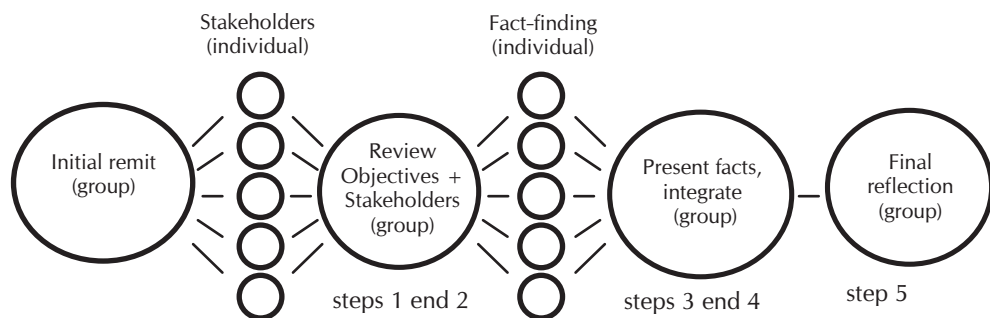 Stakeholders
(individual)
Fact-finding
(individual)
Initial remit
(group)
Review
Objectives +
Stakeholders
(group)
Present facts,
integrate
(group)
Final
reflection
(group)
steps 1 end 2
steps 3 end 4
step 5